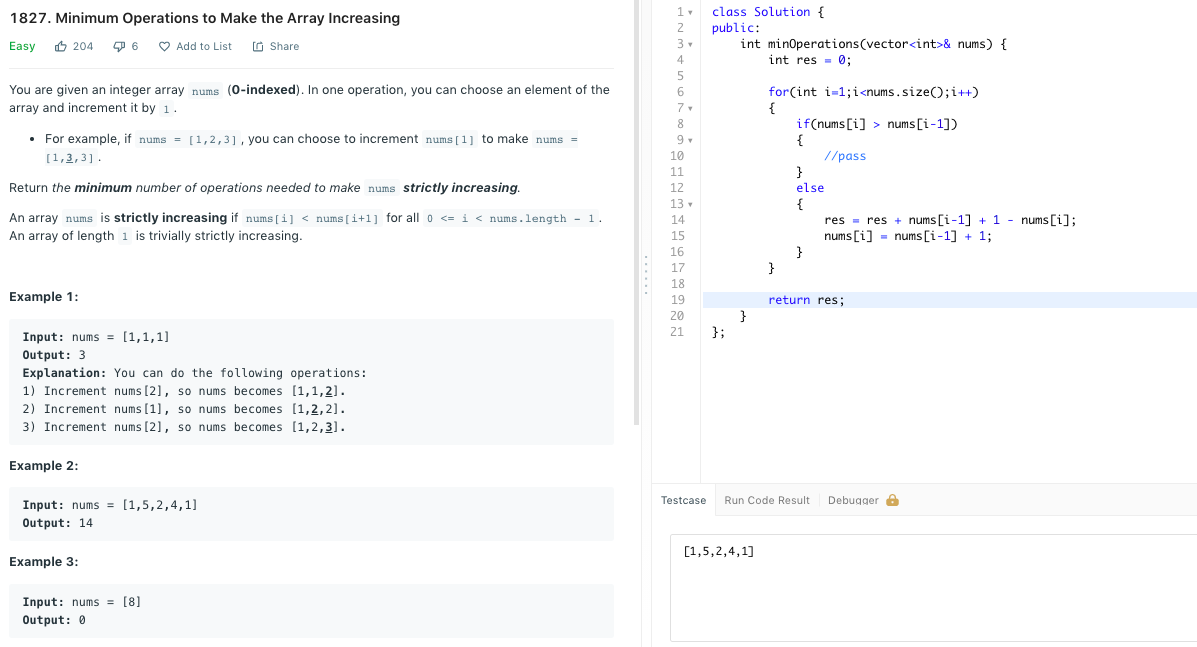 1827. Minimum Operations to Make the Array Increasing
Easy 204 6 Add to List Share
You are given an integer array nums (0-indexed). In one operation, you can choose an element of the
array and increment it by 1.
• For example, if nums = [1,2,3], you can choose to increment nums[1] to make nums =
[1,3,3].
Return the minimum number of operations needed to make nums strictly increasing.
An array nums is strictly increasing if nums[i] < nums[i+1] for all 0 <= i < nums.length - 1.
An array of length 1 is trivially strictly increasing.
Example 1:
Input: nums = [1,1,1]
Output: 3
Explanation: You can do the following operations:
1) Increment nums[2], so nums becomes [1,1,2].
2) Increment nums[1], so nums becomes [1,2,2].
3) Increment nums[2], so nums becomes [1,2,3].
Example 2:
Input: nums = [1,5,2,4,1]
Output: 14
Example 3:
Input: nums = [8]
Output: 0
1 class Solution {
2 public:
3     int minOperations(vector<int>& nums) {
4         int res = 0;
5
6         for(int i=1;i<nums.size();i++)
7         {
8             if(nums[i] > nums[i-1])
9             {
10                 //pass
11             }
12             else
13             {
14                 res = res + nums[i-1] + 1 - nums[i];
15                 nums[i] = nums[i-1] + 1;
16             }
17         }
18
19         return res;
20     }
21 };
Testcase Run Code Result Debugger
[1,5,2,4,1]